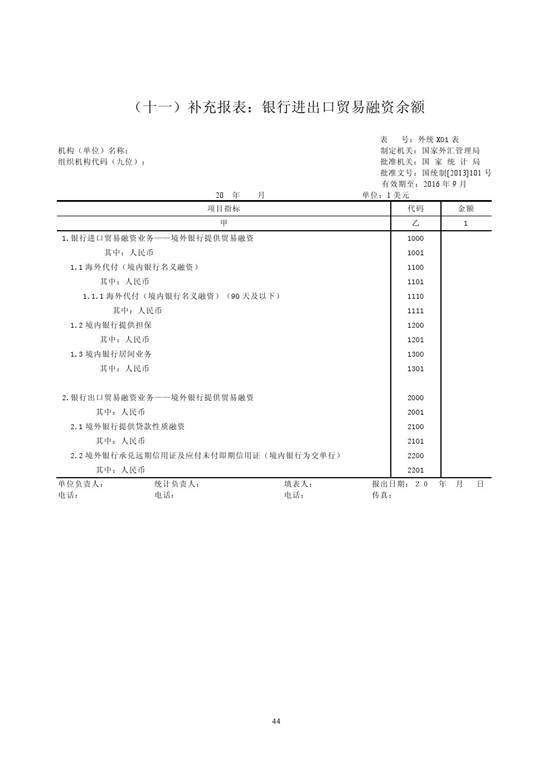 （十一）补充报表：银行进出口贸易融资余额
表 号：外统 X01 表
机构（单位）名称： 制定机关：国家外汇管理局
组织机构代码（九位）： 批准机关：国 家 统 计 局
批准文号：国统制[2013]101 号
有效期至：2016 年 9 月
20 年 月 单位：1 美元
项目指标 代码 金额
甲 乙 1
1.银行进口贸易融资业务——境外银行提供贸易融资 1000
其中：人民币 1001
1.1 海外代付（境内银行名义融资） 1100
其中：人民币 1101
1.1.1 海外代付（境内银行名义融资）（90 天及以下） 1110
其中：人民币 1111
1.2 境内银行提供担保 1200
其中：人民币 1201
1.3 境内银行居间业务 1300
其中：人民币 1301
2.银行出口贸易融资业务——境外银行提供贸易融资 2000
其中：人民币 2001
2.1 境外银行提供贷款性质融资 2100
其中：人民币 2101
2.2 境外银行承兑远期信用证及应付未付即期信用证（境内银行为交单行） 2200
其中：人民币 2201
单位负责人： 统计负责人： 填表人： 报出日期：２０ 年 月 日
电话： 电话： 电话： 传真：
44